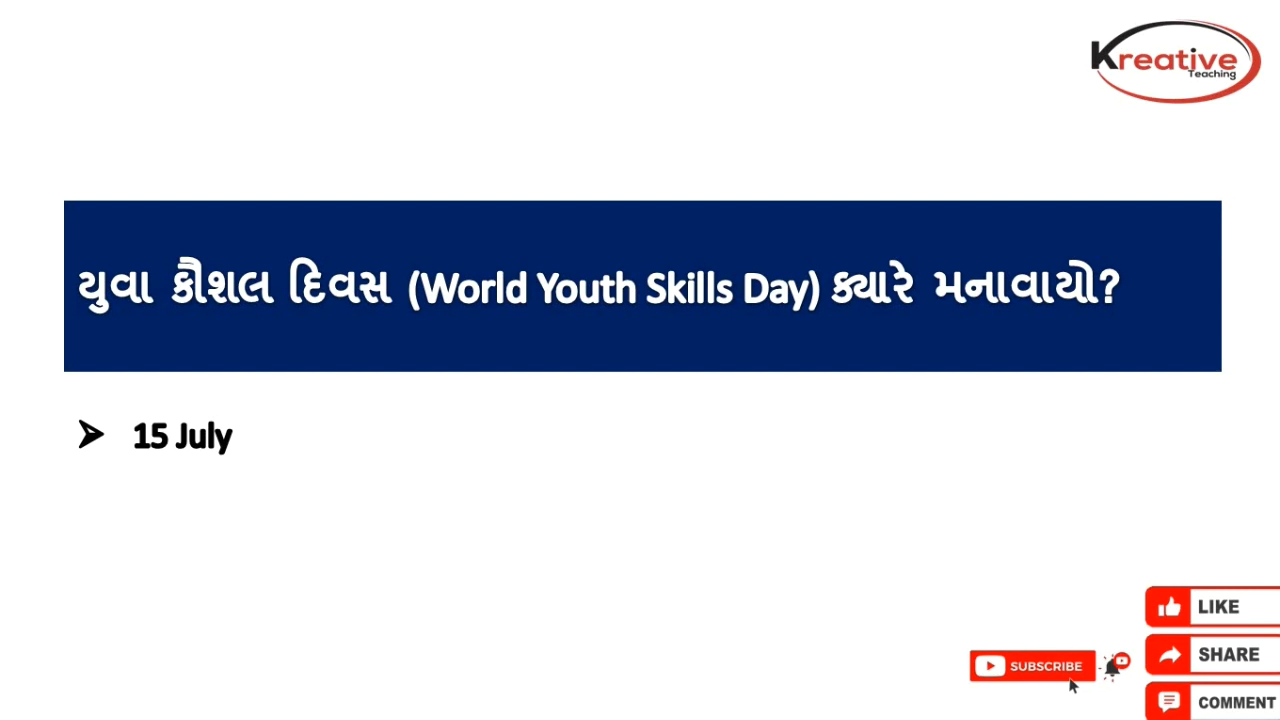 Kreative
Teaching
યુવા કૌશલ દિવસ (World Youth Skills Day) ક્યારે મનાવાયો?
15 July
LIKE
SHARE
SUBSCRIBE
COMMENT